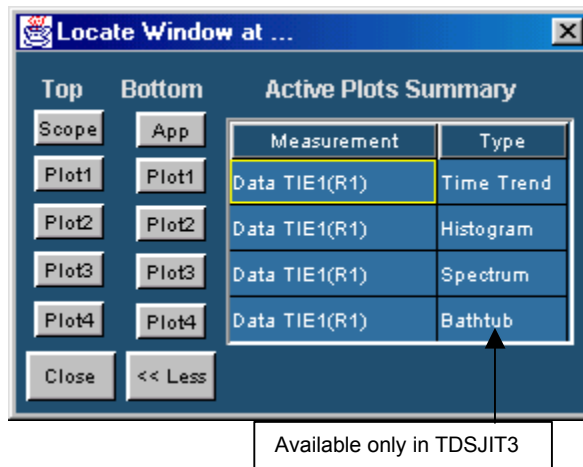 Locate Window at ...
Top Bottom Active Plots Summary
Scope App Measurement Type
Plot1 Plot1 Data TIE1(R1) Time Trend
Plot2 Plot2 Data TIE1(R1) Histogram
Plot3 Plot3 Data TIE1(R1) Spectrum
Plot4 Plot4 Data TIE1(R1) Bathtub
Close << Less
Available only in TDSJIT3